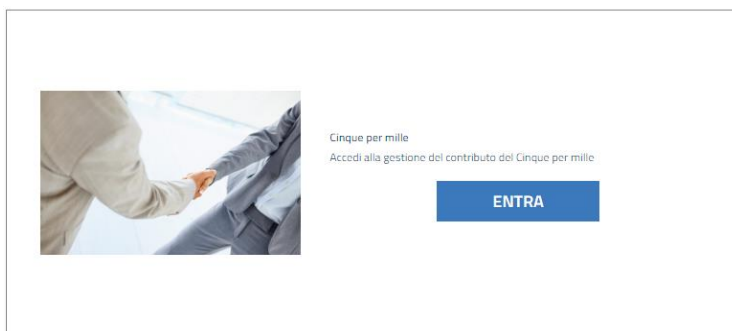 Cinque per mille
Accedi alla gestione del contributo del Cinque per mille
ENTRA